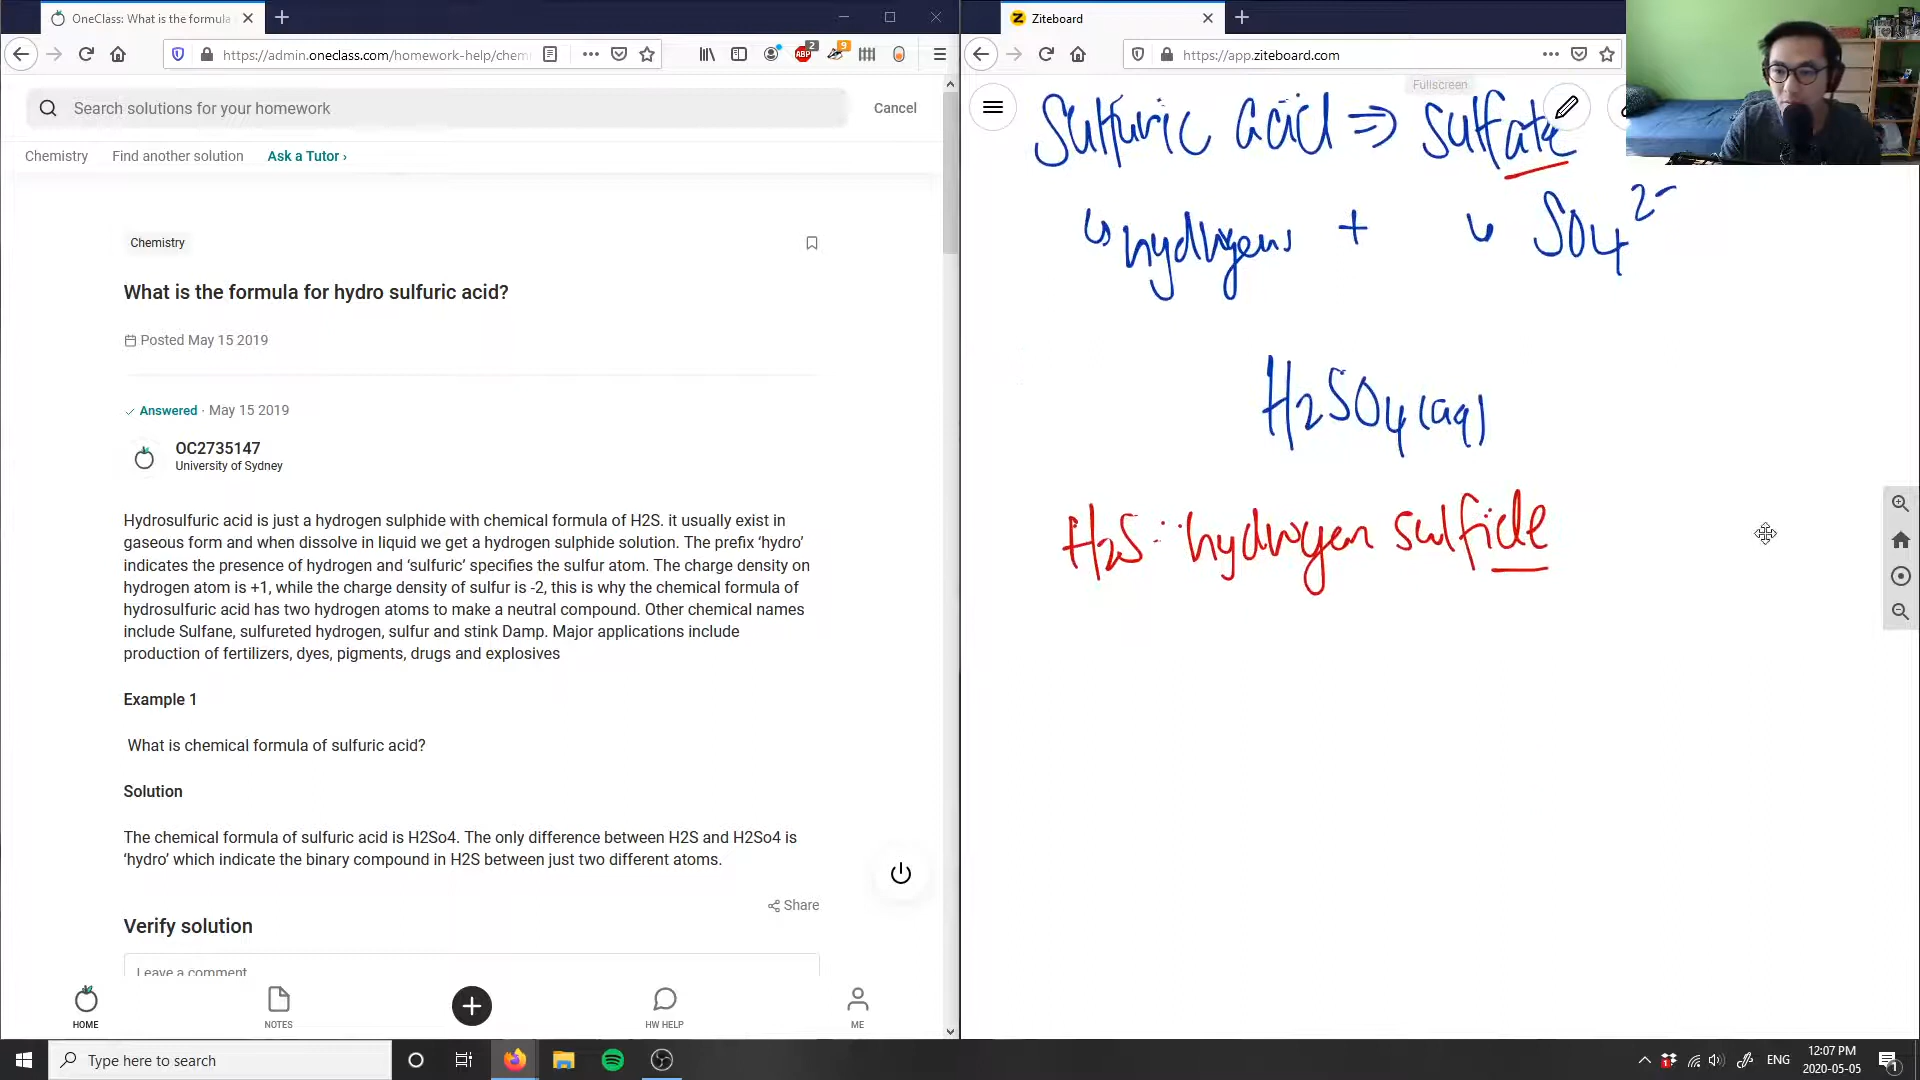 OneClass: What is the formula
https://admin.oneclass.com/homework-help/chemi
2
9
Search solutions for your homework
Cancel
Chemistry
Find another solution
Ask a Tutor ›
Chemistry
What is the formula for hydro sulfuric acid?
Posted May 15 2019
Answered · May 15 2019
OC2735147
University of Sydney
Hydrosulfuric acid is just a hydrogen sulphide with chemical formula of H2S. it usually exist in
gaseous form and when dissolve in liquid we get a hydrogen sulphide solution. The prefix ‘hydro’
indicates the presence of hydrogen and ‘sulfuric’ specifies the sulfur atom. The charge density on
hydrogen atom is +1, while the charge density of sulfur is -2, this is why the chemical formula of
hydrosulfuric acid has two hydrogen atoms to make a neutral compound. Other chemical names
include Sulfane, sulfureted hydrogen, sulfur and stink Damp. Major applications include
production of fertilizers, dyes, pigments, drugs and explosives
Example 1
What is chemical formula of sulfuric acid?
Solution
The chemical formula of sulfuric acid is H2So4. The only difference between H2S and H2So4 is
‘hydro’ which indicate the binary compound in H2S between just two different atoms.
Share
Verify solution
Leave a comment
HOME
NOTES
HW HELP
ME
Ziteboard
https://app.ziteboard.com
Fullscreen
Sulfuric acid ⇒ sulfate
↳ hydrogens + ↳ SO4 2-
H2SO4(aq)
H2S: hydrogen sulfide
Type here to search
ENG
12:07 PM
2020-05-05
1